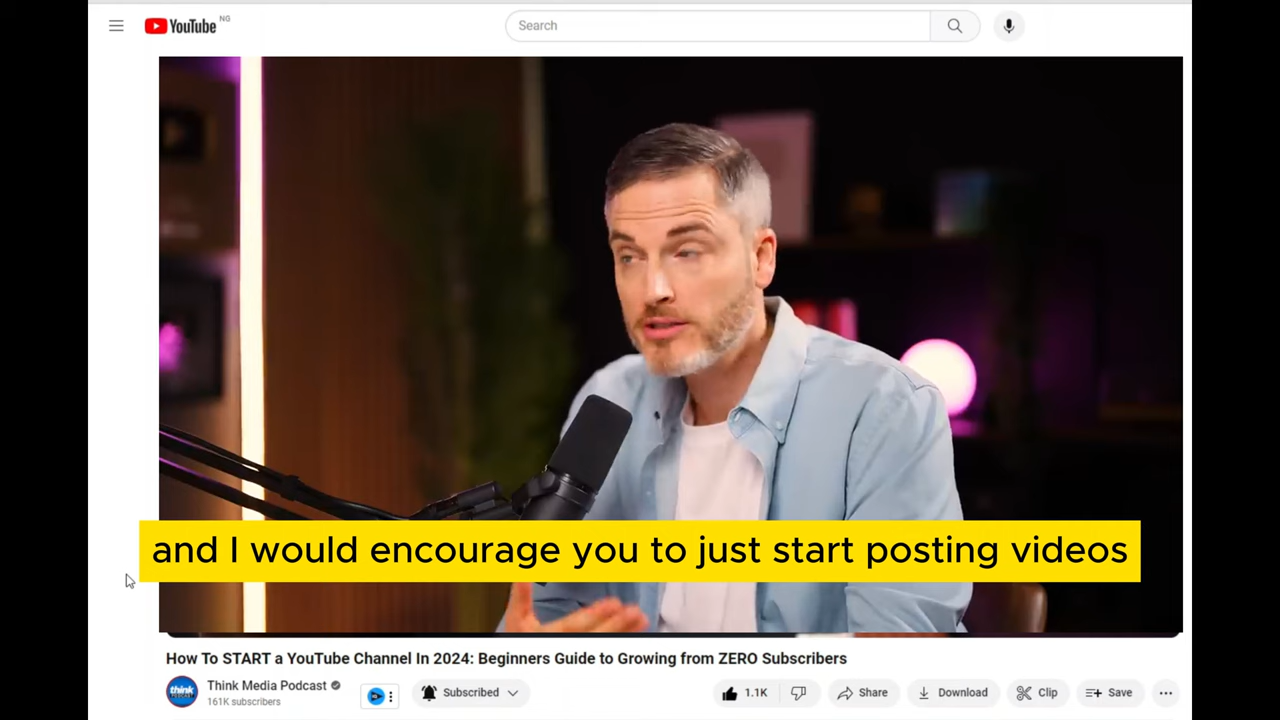 YouTube NG
Search
and I would encourage you to just start posting videos
How To START a YouTube Channel In 2024: Beginners Guide to Growing from ZERO Subscribers
think
PODCAST
Think Media Podcast
161K subscribers
Subscribed
1.1K
Share
Download
Clip
Save